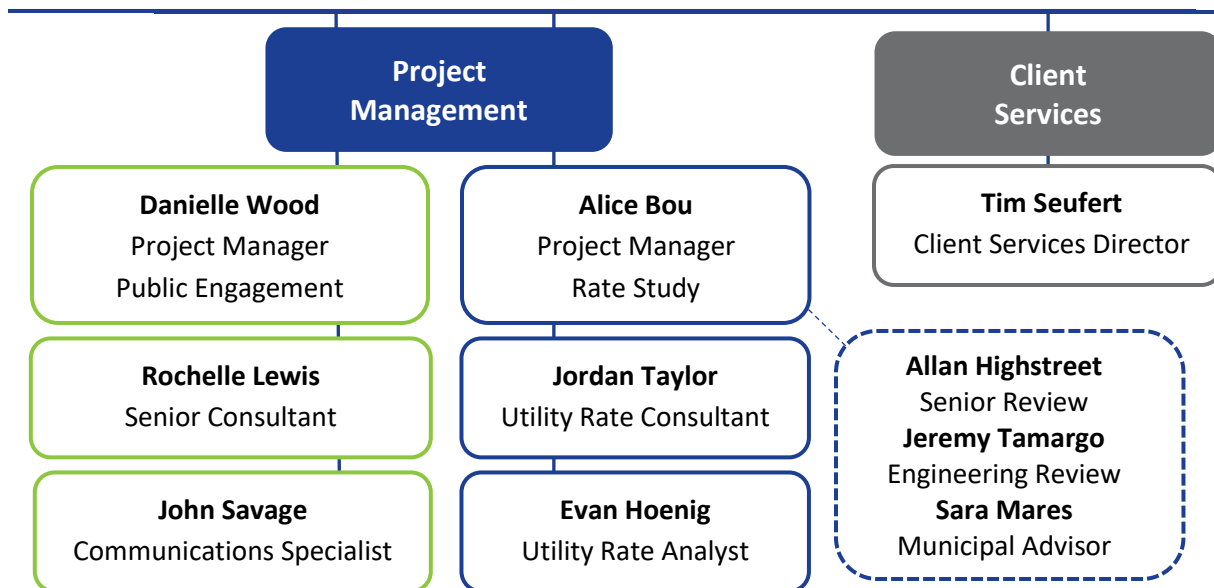 Project
Management
Client
Services
Danielle Wood
Project Manager
Public Engagement
Alice Bou
Project Manager
Rate Study
Tim Seufert
Client Services Director
Rochelle Lewis
Senior Consultant
Jordan Taylor
Utility Rate Consultant
Allan Highstreet
Senior Review
Jeremy Tamargo
Engineering Review
Sara Mares
Municipal Advisor
John Savage
Communications Specialist
Evan Hoenig
Utility Rate Analyst